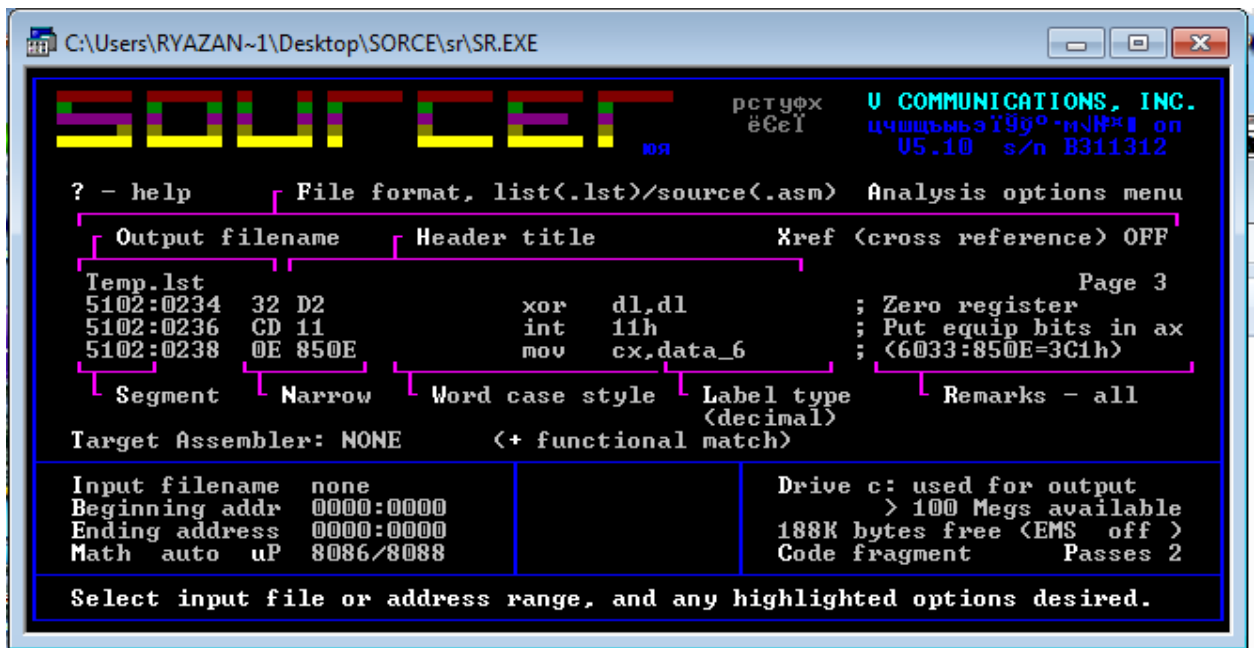 C:\Users\RYAZAN~1\Desktop\SORCE\sr\SR.EXE
sourcer рстуфх V COMMUNICATIONS, INC.
ёЄєЇ on
юя V5.10 s/n B311312
? - help File format, list(.lst)/source(.asm) Analysis options menu
Output filename Header title Xref (cross reference) OFF
Temp.lst Page 3
5102:0234 32 D2 xor dl,dl ; Zero register
5102:0236 CD 11 int 11h ; Put equip bits in ax
5102:0238 0E 850E mov cx,data_6 ; (6033:850E=3C1h)
Segment Narrow Word case style Label type Remarks - all
(decimal)
Target Assembler: NONE (+ functional match)
Input filename none Drive c: used for output
Beginning addr 0000:0000 > 100 Megs available
Ending address 0000:0000 188K bytes free (EMS off )
Math auto uP 8086/8088 Code fragment Passes 2
Select input file or address range, and any highlighted options desired.